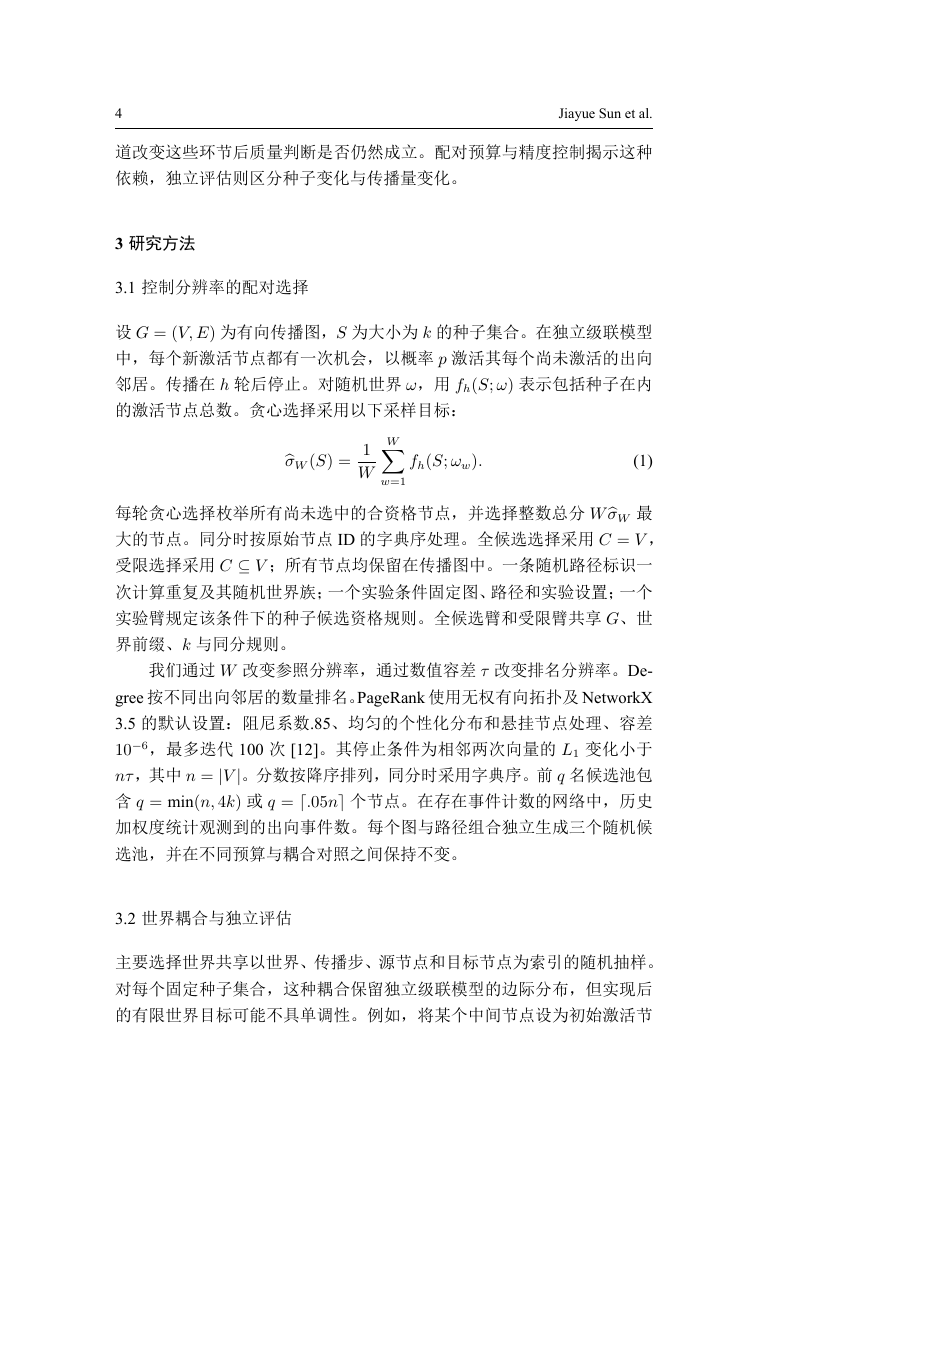 4 Jiayue Sun et al.
道改变这些环节后质量判断是否仍然成立。配对预算与精度控制揭示这种
依赖，独立评估则区分种子变化与传播量变化。
3 研究方法
3.1 控制分辨率的配对选择
设 G = (V, E) 为有向传播图，S 为大小为 k 的种子集合。在独立级联模型
中，每个新激活节点都有一次机会，以概率 p 激活其每个尚未激活的出向
邻居。传播在 h 轮后停止。对随机世界 ω，用 fₕ(S; ω) 表示包括种子在内
的激活节点总数。贪心选择采用以下采样目标：
σ̂_W(S) = 1/W ∑_{w=1}^{W} fₕ(S; ω_w). (1)
每轮贪心选择枚举所有尚未选中的合资格节点，并选择整数总分 Wσ̂_W 最
大的节点。同分时按原始节点 ID 的字典序处理。全候选选择采用 C = V，
受限选择采用 C ⊆ V；所有节点均保留在传播图中。一条随机路径标识一
次计算重复及其随机世界族；一个实验条件固定图、路径和实验设置；一个
实验臂规定该条件下的种子候选资格规则。全候选臂和受限臂共享 G、世
界前缀、k 与同分规则。
我们通过 W 改变参照分辨率，通过数值容差 τ 改变排名分辨率。De-
gree 按不同出向邻居的数量排名。PageRank 使用无权有向拓扑及 NetworkX
3.5 的默认设置：阻尼系数.85、均匀的个性化分布和悬挂节点处理、容差
10⁻⁶，最多迭代 100 次 [12]。其停止条件为相邻两次向量的 L₁ 变化小于
nτ，其中 n = |V|。分数按降序排列，同分时采用字典序。前 q 名候选池包
含 q = min(n, 4k) 或 q = ⌈.05n⌉ 个节点。在存在事件计数的网络中，历史
加权度统计观测到的出向事件数。每个图与路径组合独立生成三个随机候
选池，并在不同预算与耦合对照之间保持不变。
3.2 世界耦合与独立评估
主要选择世界共享以世界、传播步、源节点和目标节点为索引的随机抽样。
对每个固定种子集合，这种耦合保留独立级联模型的边际分布，但实现后
的有限世界目标可能不具单调性。例如，将某个中间节点设为初始激活节